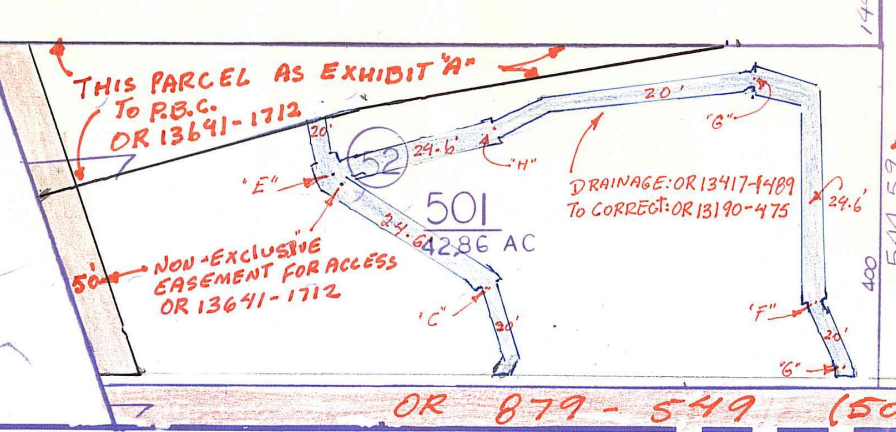 THIS PARCEL AS EXHIBIT "A"
TO P.B.C.
OR 13641-1712
20'
52
24.6'
"H"
20'
"G"
"E"
DRAINAGE: OR 13417-1489
TO CORRECT: OR 13190-475
24.6'
501
42.86 AC
24.6'
NON-EXCLUSIVE
EASEMENT FOR ACCESS
OR 13641-1712
50'
"C"
20'
400
"F"
20'
"G"
OR 879-549 (50